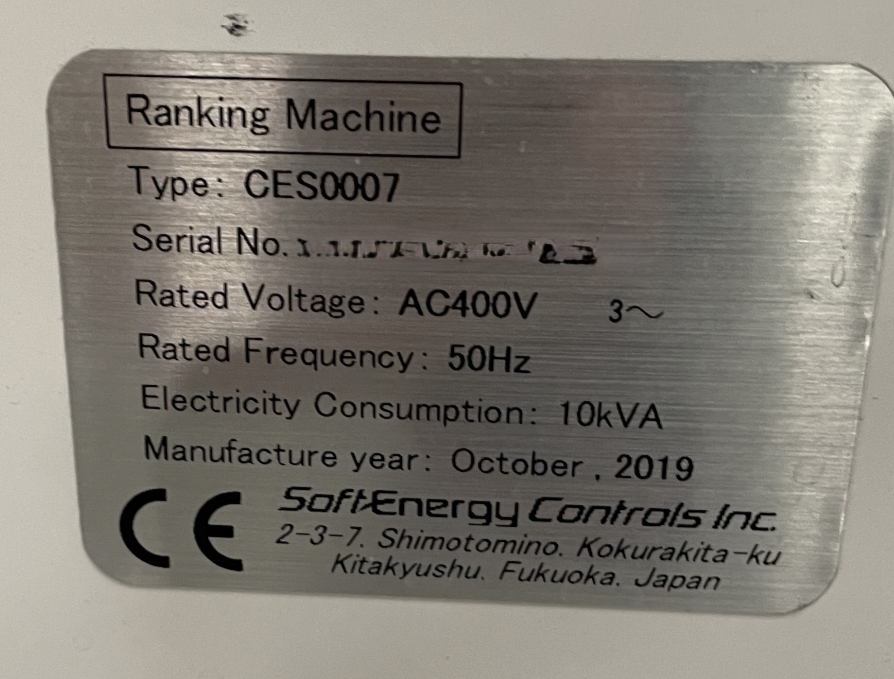 Ranking Machine
Type: CES0007
Serial No.
Rated Voltage: AC400V 3～
Rated Frequency: 50Hz
Electricity Consumption: 10kVA
Manufacture year: October , 2019
CE SoftEnergy Controls Inc.
2-3-7, Shimotomino, Kokurakita-ku
Kitakyushu, Fukuoka, Japan